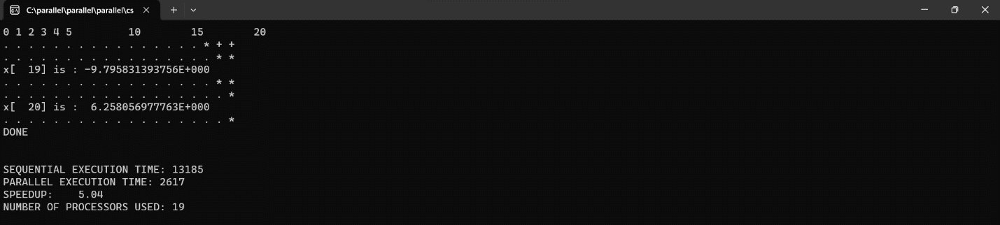 C:\parallel\parallel\parallel\cs
0 1 2 3 4 5         10        15        20
. . . . . . . . . . . . . . . . * + +
. . . . . . . . . . . . . . . . . * *
x[  19] is : -9.795831393756E+000
. . . . . . . . . . . . . . . . . * *
. . . . . . . . . . . . . . . . . . *
x[  20] is :  6.258056977763E+000
. . . . . . . . . . . . . . . . . . *
DONE
SEQUENTIAL EXECUTION TIME: 13185
PARALLEL EXECUTION TIME: 2617
SPEEDUP:    5.04
NUMBER OF PROCESSORS USED: 19